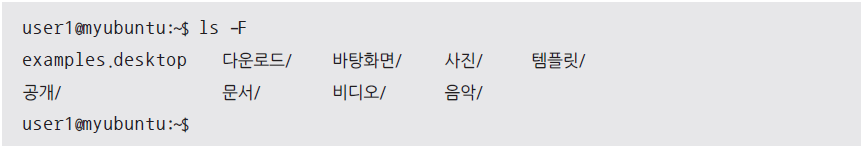 user1@myubuntu:~$ ls -F
examples.desktop 다운로드/ 바탕화면/ 사진/ 템플릿/
공개/ 문서/ 비디오/ 음악/
user1@myubuntu:~$